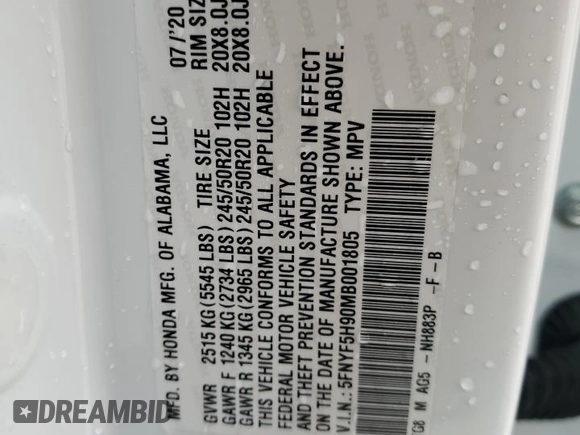 MFD. BY HONDA MFG. OF ALABAMA, LLC 07/'20
GVWR 2515 KG (5545 LBS) TIRE SIZE RIM SIZ
GAWR F 1240 KG (2734 LBS) 245/50R20 102H 20X8.0J
GAWR R 1345 KG (2965 LBS) 245/50R20 102H 20X8.0J
THIS VEHICLE CONFORMS TO ALL APPLICABLE
FEDERAL MOTOR VEHICLE SAFETY
AND THEFT PREVENTION STANDARDS IN EFFECT
ON THE DATE OF MANUFACTURE SHOWN ABOVE.
V.I.N.: 5FNYF5H90MB001805 TYPE: MPV
G8 M AG5 -NH883P -F-B
DREAMBID